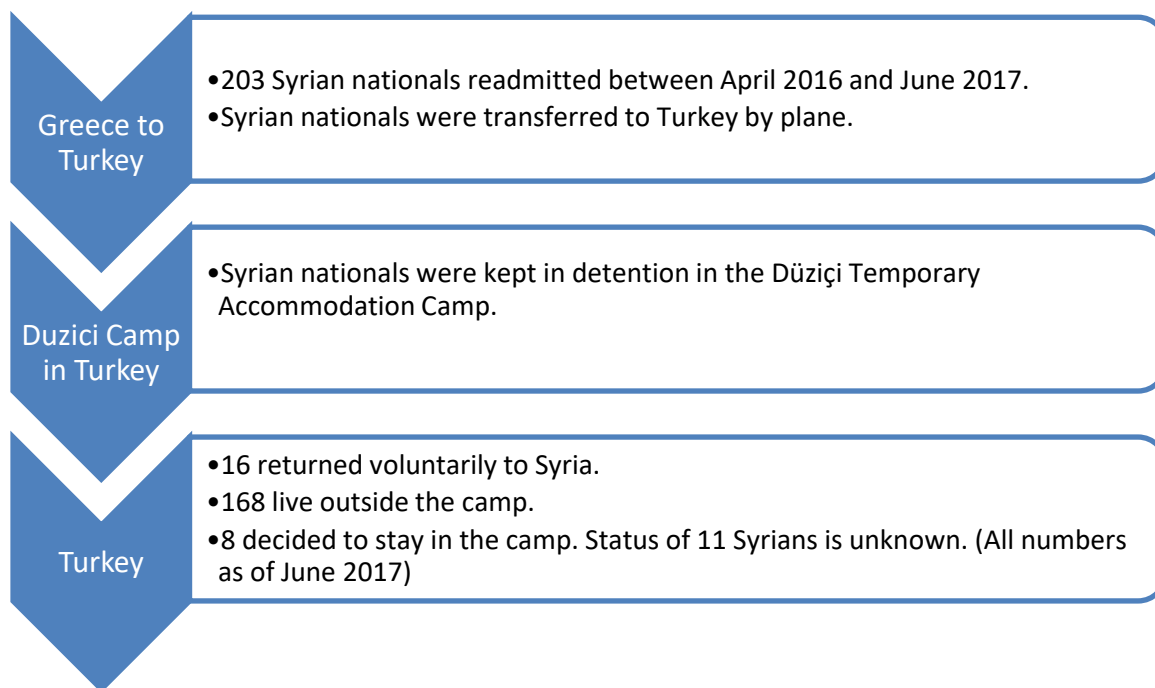 Greece to
Turkey
•203 Syrian nationals readmitted between April 2016 and June 2017.
•Syrian nationals were transferred to Turkey by plane.
Duzici Camp
in Turkey
•Syrian nationals were kept in detention in the Düziçi Temporary
Accommodation Camp.
Turkey
•16 returned voluntarily to Syria.
•168 live outside the camp.
•8 decided to stay in the camp. Status of 11 Syrians is unknown. (All numbers
as of June 2017)